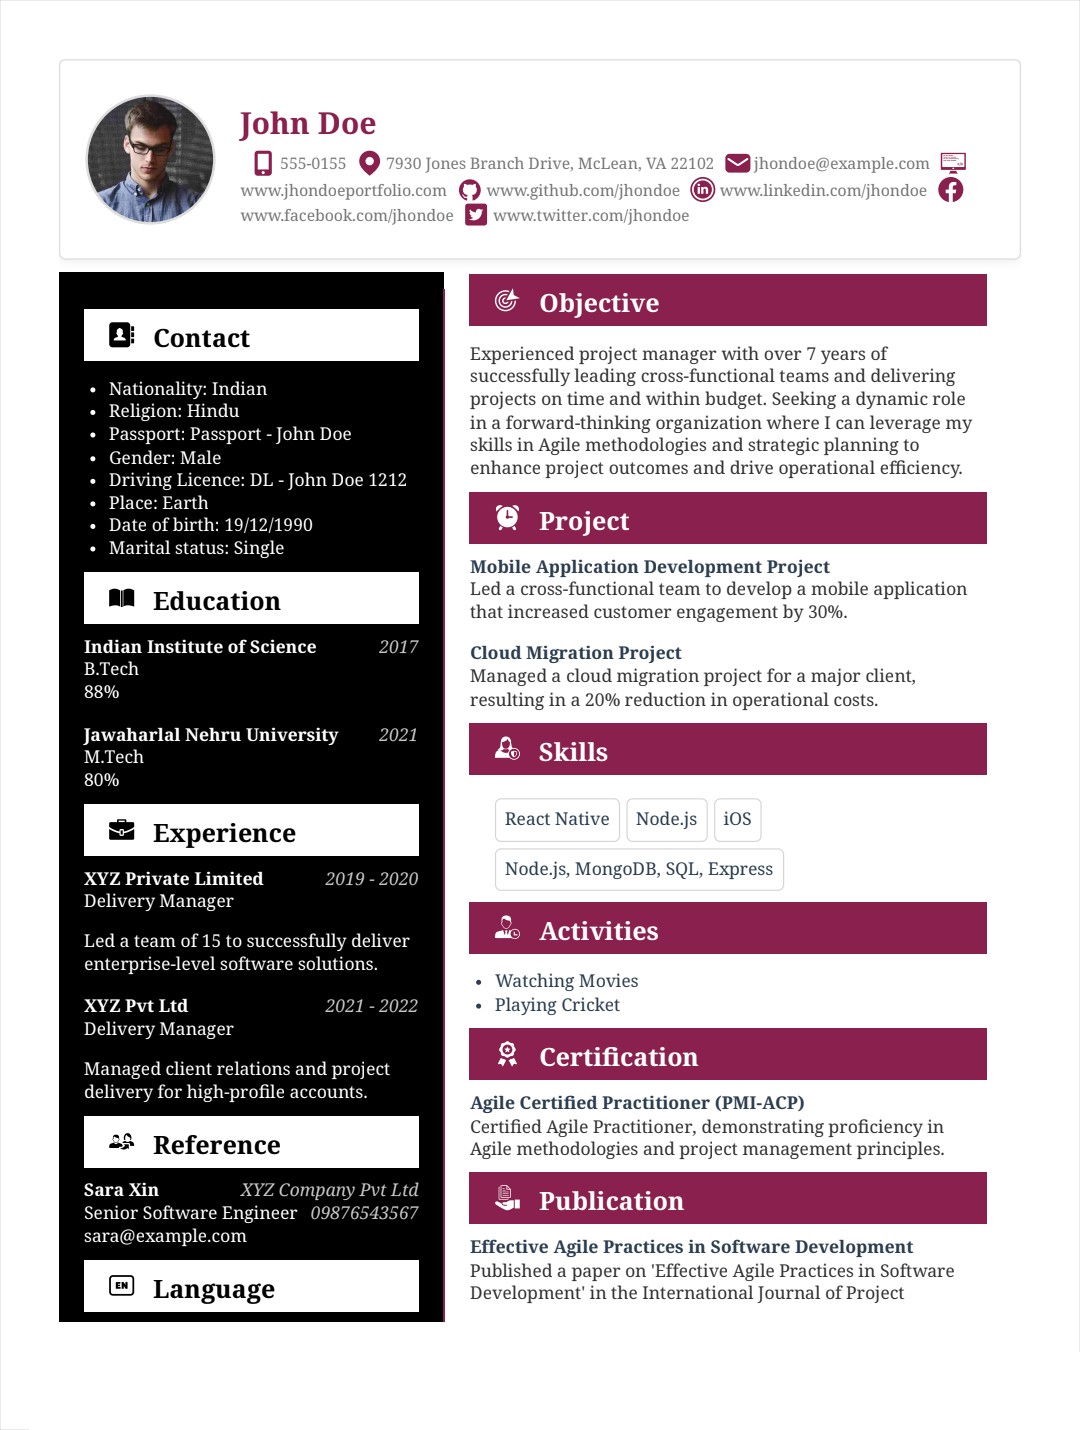 John Doe
555-0155 7930 Jones Branch Drive, McLean, VA 22102 jhondoe@example.com
www.jhondoeportfolio.com www.github.com/jhondoe www.linkedin.com/jhondoe
www.facebook.com/jhondoe www.twitter.com/jhondoe
Contact
• Nationality: Indian
• Religion: Hindu
• Passport: Passport - John Doe
• Gender: Male
• Driving Licence: DL - John Doe 1212
• Place: Earth
• Date of birth: 19/12/1990
• Marital status: Single
Education
Indian Institute of Science 2017
B.Tech
88%
Jawaharlal Nehru University 2021
M.Tech
80%
Experience
XYZ Private Limited 2019 - 2020
Delivery Manager
Led a team of 15 to successfully deliver
enterprise-level software solutions.
XYZ Pvt Ltd 2021 - 2022
Delivery Manager
Managed client relations and project
delivery for high-profile accounts.
Reference
Sara Xin XYZ Company Pvt Ltd
Senior Software Engineer 09876543567
sara@example.com
EN Language
Objective
Experienced project manager with over 7 years of
successfully leading cross-functional teams and delivering
projects on time and within budget. Seeking a dynamic role
in a forward-thinking organization where I can leverage my
skills in Agile methodologies and strategic planning to
enhance project outcomes and drive operational efficiency.
Project
Mobile Application Development Project
Led a cross-functional team to develop a mobile application
that increased customer engagement by 30%.
Cloud Migration Project
Managed a cloud migration project for a major client,
resulting in a 20% reduction in operational costs.
Skills
React Native Node.js iOS
Node.js, MongoDB, SQL, Express
Activities
• Watching Movies
• Playing Cricket
Certification
Agile Certified Practitioner (PMI-ACP)
Certified Agile Practitioner, demonstrating proficiency in
Agile methodologies and project management principles.
Publication
Effective Agile Practices in Software Development
Published a paper on 'Effective Agile Practices in Software
Development' in the International Journal of Project